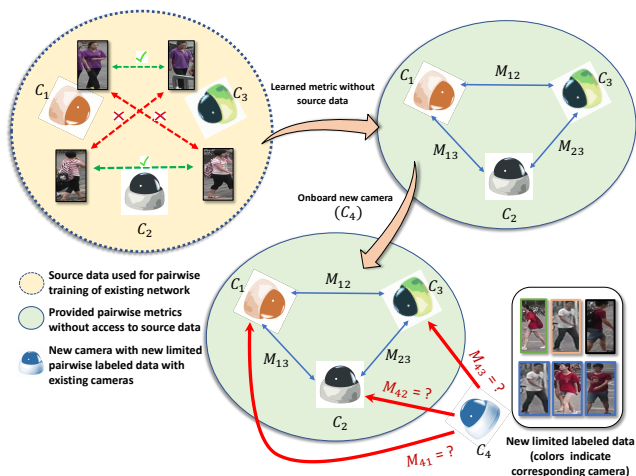 C1
C3
C2
Learned metric without
source data
C1
M12
C3
M13
M23
C2
Onboard new camera
(C4)
Source data used for pairwise
training of existing network
Provided pairwise metrics
without access to source data
New camera with new limited
pairwise labeled data with
existing cameras
C1
M12
C3
M13
M23
C2
M43 = ?
M42 = ?
M41 = ?
C4
New limited labeled data
(colors indicate
corresponding camera)